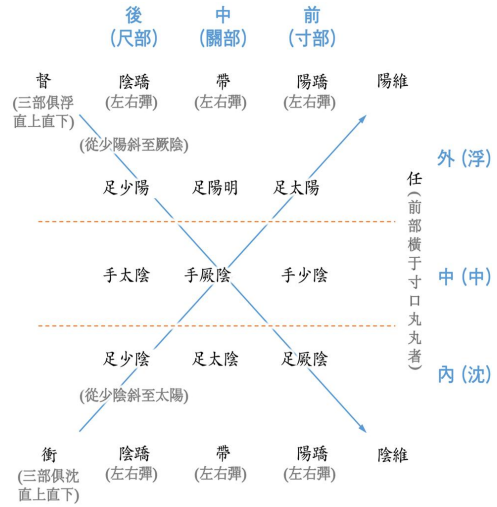 後 中 前
(尺部) (關部) (寸部)
督 陰蹻 帶 陽蹻 陽維
(三部俱浮 (左右彈) (左右彈) (左右彈)
直上直下)
(從少陽斜至厥陰)
外 (浮)
足少陽 足陽明 足太陽
任(前部橫于寸口丸丸者)
手太陰 手厥陰 手少陰 中 (中)
足少陰 足太陰 足厥陰
內 (沈)
(從少陰斜至太陽)
衝 陰蹻 帶 陽蹻 陰維
(三部俱沈 (左右彈) (左右彈) (左右彈)
直上直下)